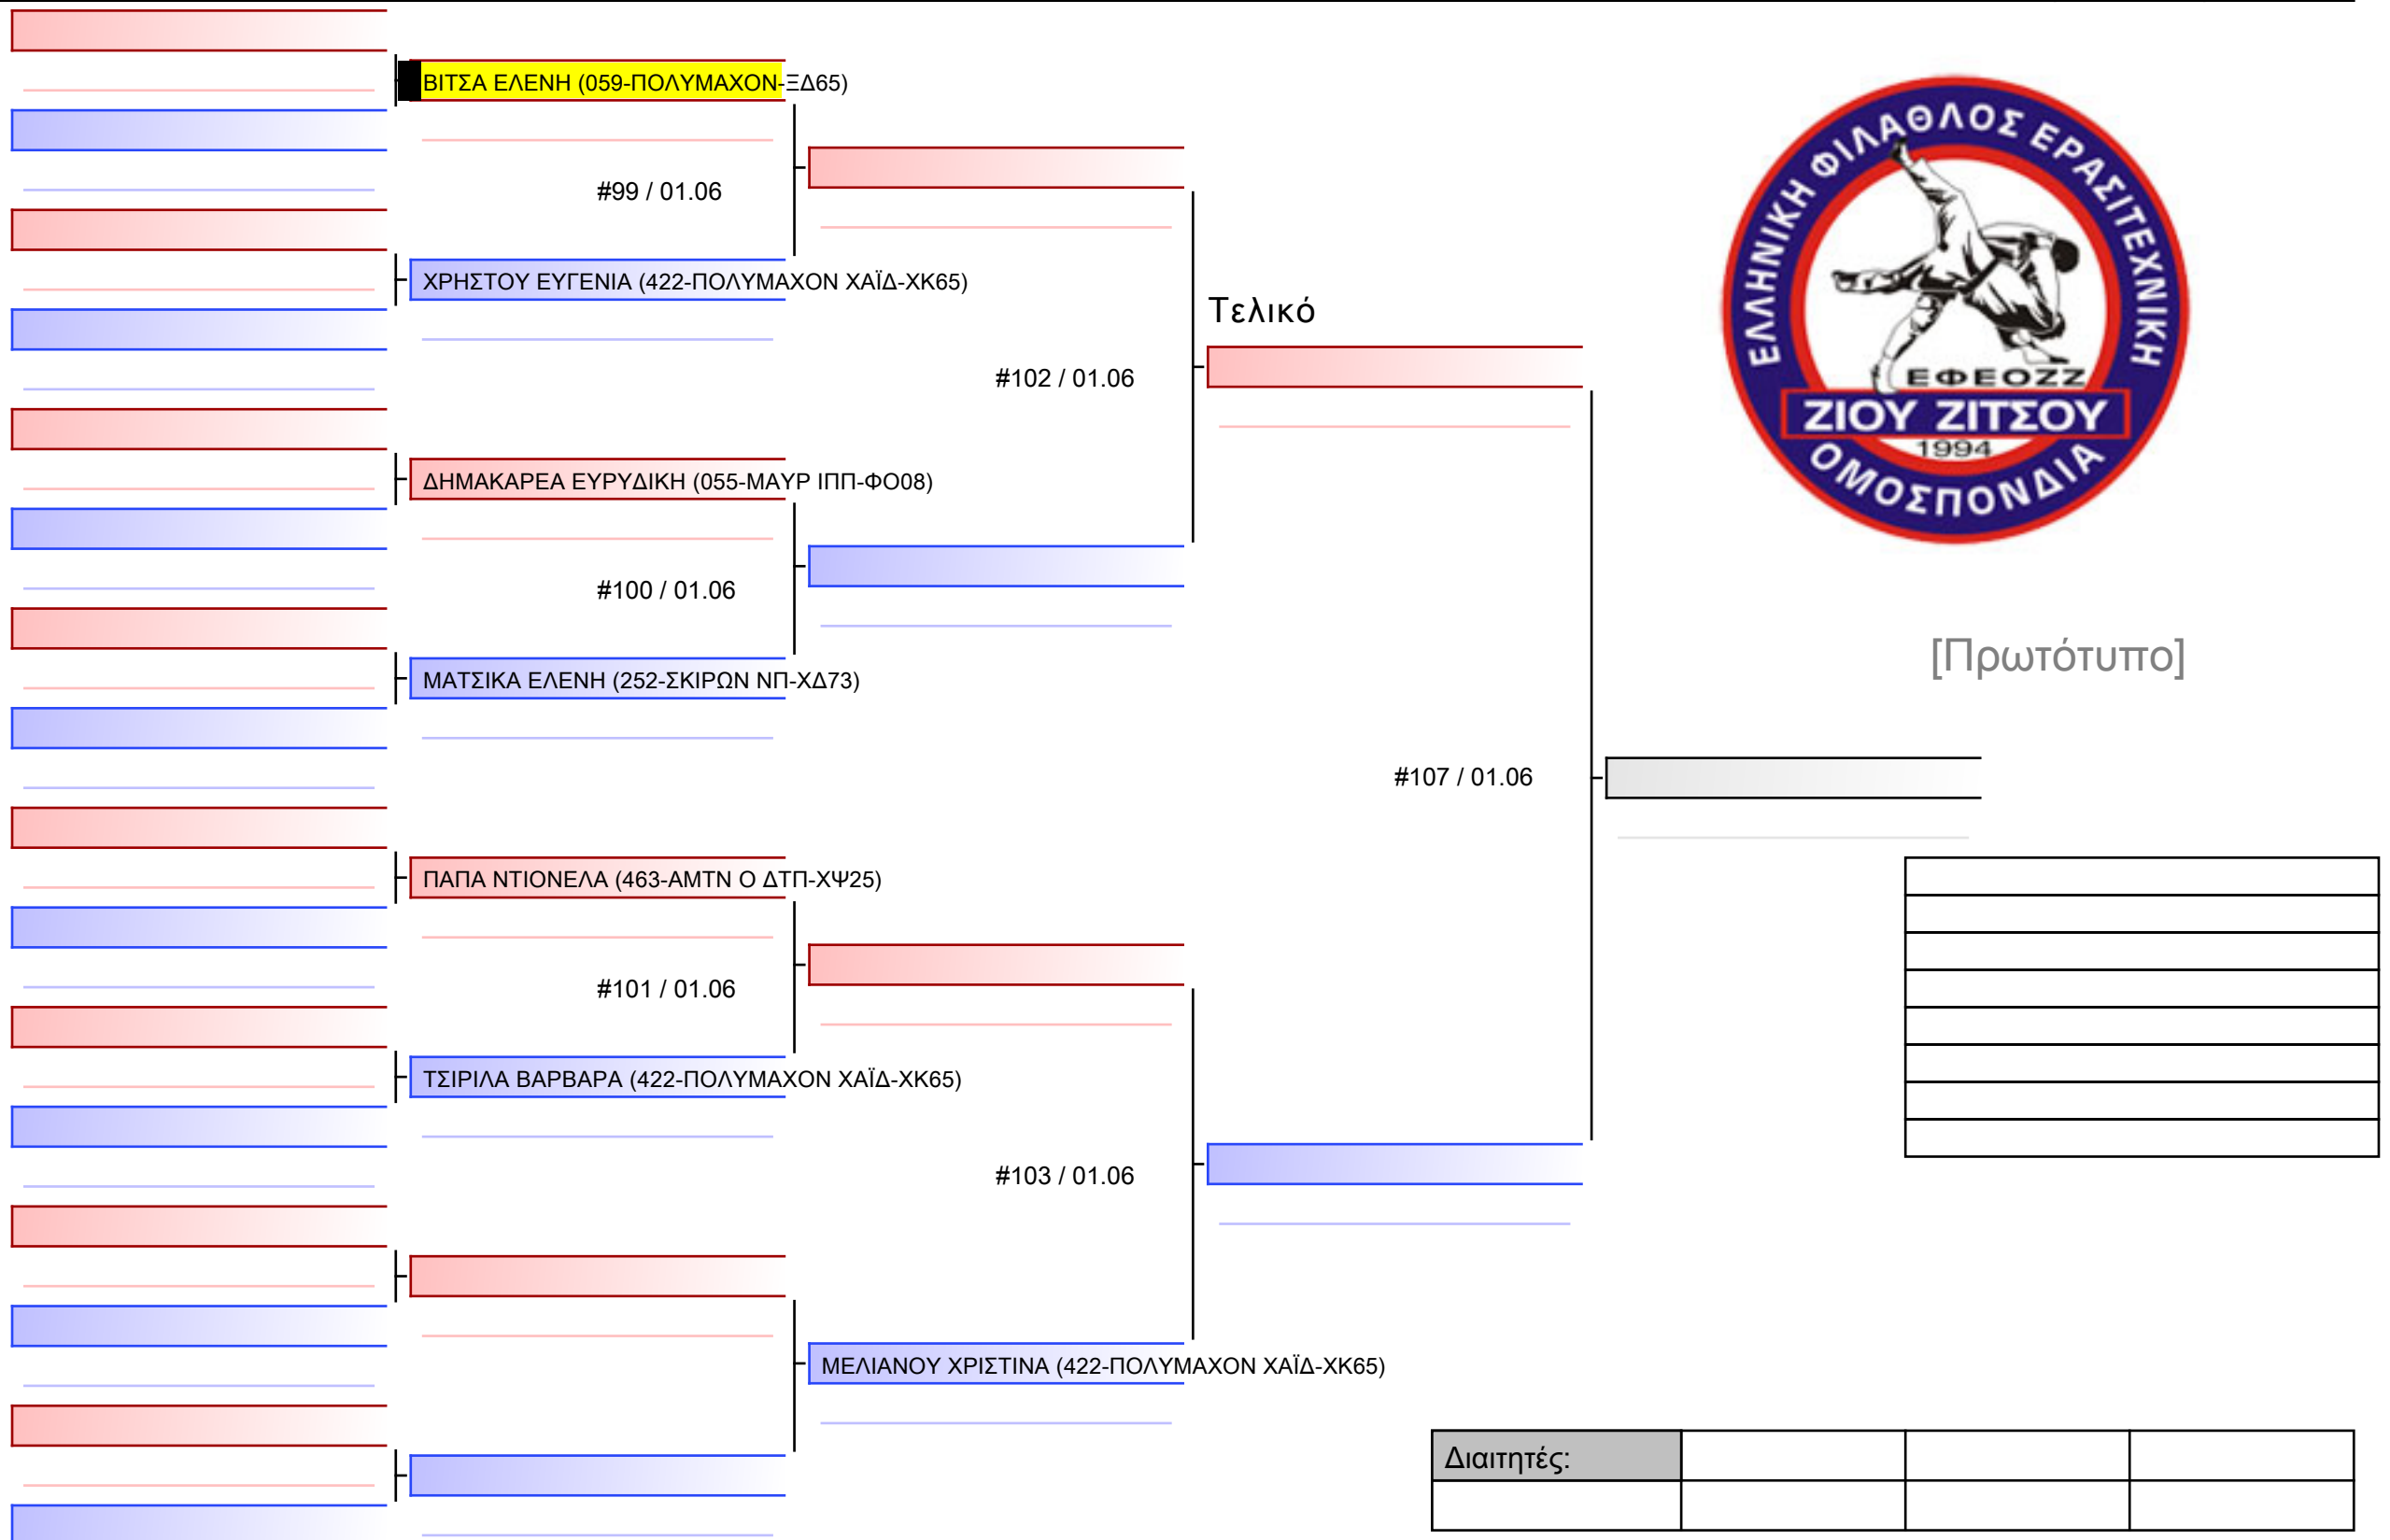 ΒΙΤΣΑ ΕΛΕΝΗ (059-ΠΟΛΥΜΑΧΟΝ-ΞΔ65)
#99 / 01.06
ΧΡΗΣΤΟΥ ΕΥΓΕΝΙΑ (422-ΠΟΛΥΜΑΧΟΝ ΧΑΪΔ-ΧΚ65)
Τελικό
#102 / 01.06
ΔΗΜΑΚΑΡΕΑ ΕΥΡΥΔΙΚΗ (055-ΜΑΥΡ ΙΠΠ-ΦΟ08)
#100 / 01.06
ΜΑΤΣΙΚΑ ΕΛΕΝΗ (252-ΣΚΙΡΩΝ ΝΠ-ΧΔ73)
#107 / 01.06
ΠΑΠΑ ΝΤΙΟΝΕΛΑ (463-ΑΜΤΝ Ο ΔΤΠ-ΧΨ25)
#101 / 01.06
ΤΣΙΡΙΛΑ ΒΑΡΒΑΡΑ (422-ΠΟΛΥΜΑΧΟΝ ΧΑΪΔ-ΧΚ65)
#103 / 01.06
ΜΕΛΙΑΝΟΥ ΧΡΙΣΤΙΝΑ (422-ΠΟΛΥΜΑΧΟΝ ΧΑΪΔ-ΧΚ65)
ΕΛΛΗΝΙΚΗ ΦΙΛΑΘΛΟΣ ΕΡΑΣΙΤΕΧΝΙΚΗ
ΕΦΕΟΖΖ
ΖΙΟΥ ΖΙΤΣΟΥ
1994
ΟΜΟΣΠΟΝΔΙΑ
[Πρωτότυπο]
Διαιτητές: